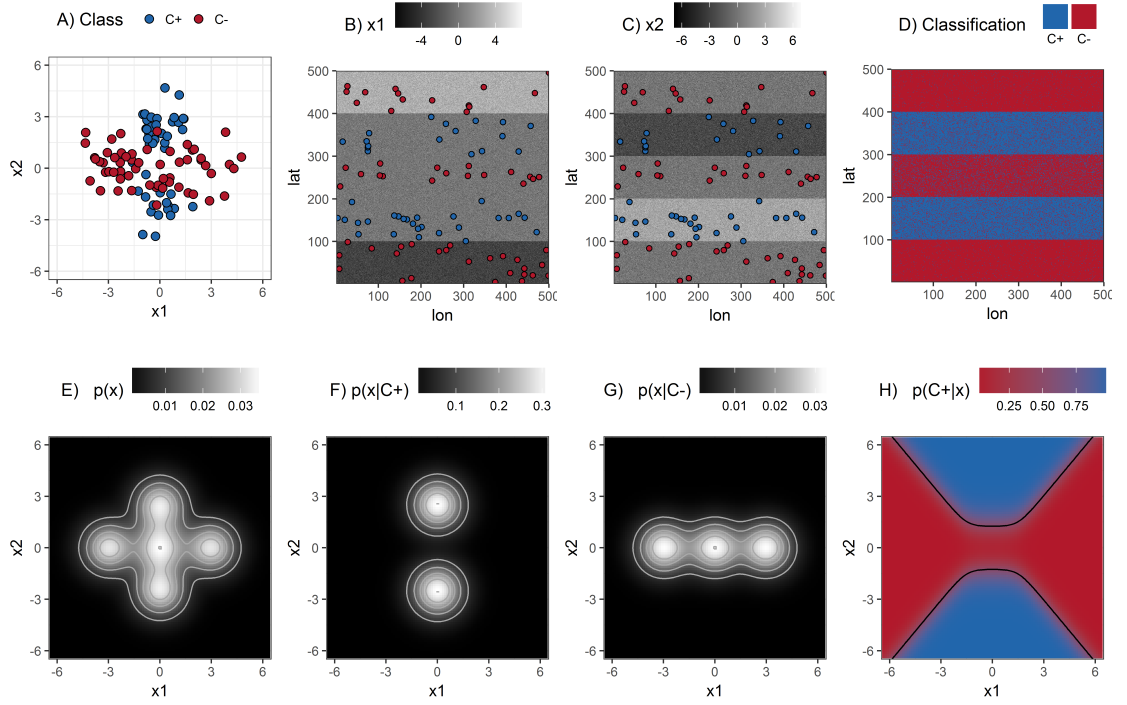 A) Class C+ C-
6
3
0
-3
-6
x2
-6 -3 0 3 6
x1
B) x1
-4 0 4
500
400
300
200
100
lat
100 200 300 400 500
lon
C) x2
-6 -3 0 3 6
500
400
300
200
100
lat
100 200 300 400 500
lon
D) Classification
C+ C-
500
400
300
200
100
lat
100 200 300 400 500
lon
E) p(x)
0.01 0.02 0.03
6
3
0
-3
-6
x2
-6 -3 0 3 6
x1
F) p(x|C+)
0.1 0.2 0.3
6
3
0
-3
-6
x2
-6 -3 0 3 6
x1
G) p(x|C-)
0.01 0.02 0.03
6
3
0
-3
-6
x2
-6 -3 0 3 6
x1
H) p(C+|x)
0.25 0.50 0.75
6
3
0
-3
-6
x2
-6 -3 0 3 6
x1